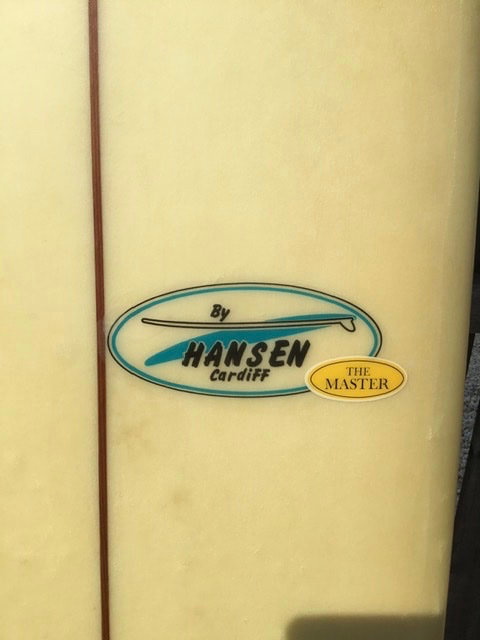 By
HANSEN
Cardiff
THE
MASTER